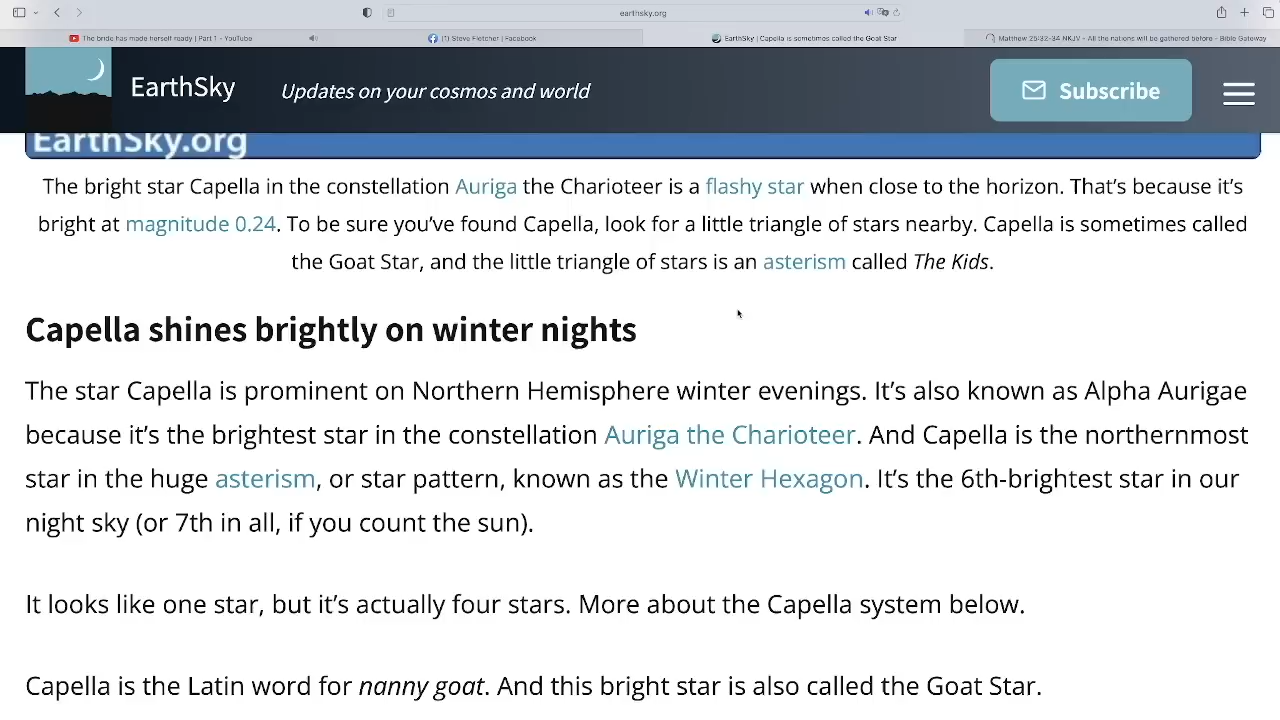 earthsky.org
The bride has made herself ready | Part 1 - YouTube
(1) Steve Fletcher | Facebook
EarthSky | Capella is sometimes called the Goat Star
Matthew 25:32-34 NKJV - All the nations will be gathered before - Bible Gateway
EarthSky
Updates on your cosmos and world
Subscribe
EarthSky.org
The bright star Capella in the constellation Auriga the Charioteer is a flashy star when close to the horizon. That’s because it’s
bright at magnitude 0.24. To be sure you’ve found Capella, look for a little triangle of stars nearby. Capella is sometimes called
the Goat Star, and the little triangle of stars is an asterism called The Kids.
Capella shines brightly on winter nights
The star Capella is prominent on Northern Hemisphere winter evenings. It’s also known as Alpha Aurigae
because it’s the brightest star in the constellation Auriga the Charioteer. And Capella is the northernmost
star in the huge asterism, or star pattern, known as the Winter Hexagon. It’s the 6th-brightest star in our
night sky (or 7th in all, if you count the sun).
It looks like one star, but it’s actually four stars. More about the Capella system below.
Capella is the Latin word for nanny goat. And this bright star is also called the Goat Star.